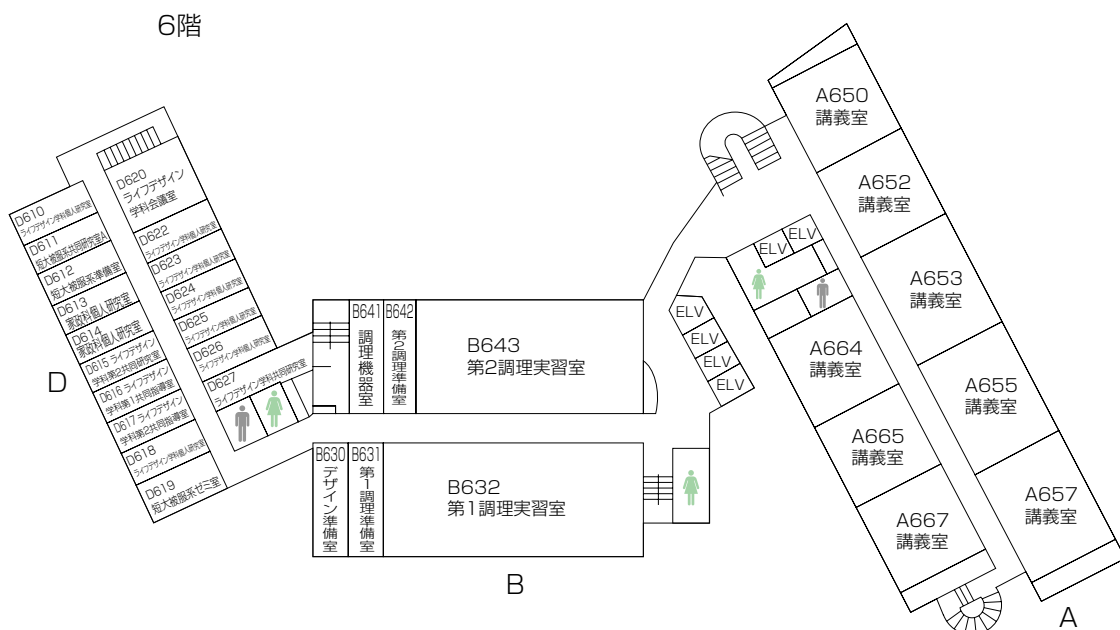 6階
D610
ライフデザイン学科個人研究室
D611
短大被服系共同研究室A
D612
短大被服系準備室
D613
家政科個人研究室
D614
家政科個人研究室
D615 ライフデザイン
学科第2共同研究室
D616 ライフデザイン
学科第1共同指導室
D617 ライフデザイン
学科第2共同指導室
D618
ライフデザイン学科個人研究室
D619
短大被服系ゼミ室
D620
ライフデザイン
学科会議室
D622
ライフデザイン学科個人研究室
D623
ライフデザイン学科個人研究室
D624
ライフデザイン学科個人研究室
D625
ライフデザイン学科個人研究室
D626
ライフデザイン学科個人研究室
D627
ライフデザイン学科共同研究室
D
B641
調理機器室
B642
第2調理準備室
B643
第2調理実習室
B630
デザイン準備室
B631
第1調理準備室
B632
第1調理実習室
B
ELV
ELV
ELV
ELV
ELV
ELV
A650
講義室
A652
講義室
A653
講義室
A655
講義室
A657
講義室
A664
講義室
A665
講義室
A667
講義室
A